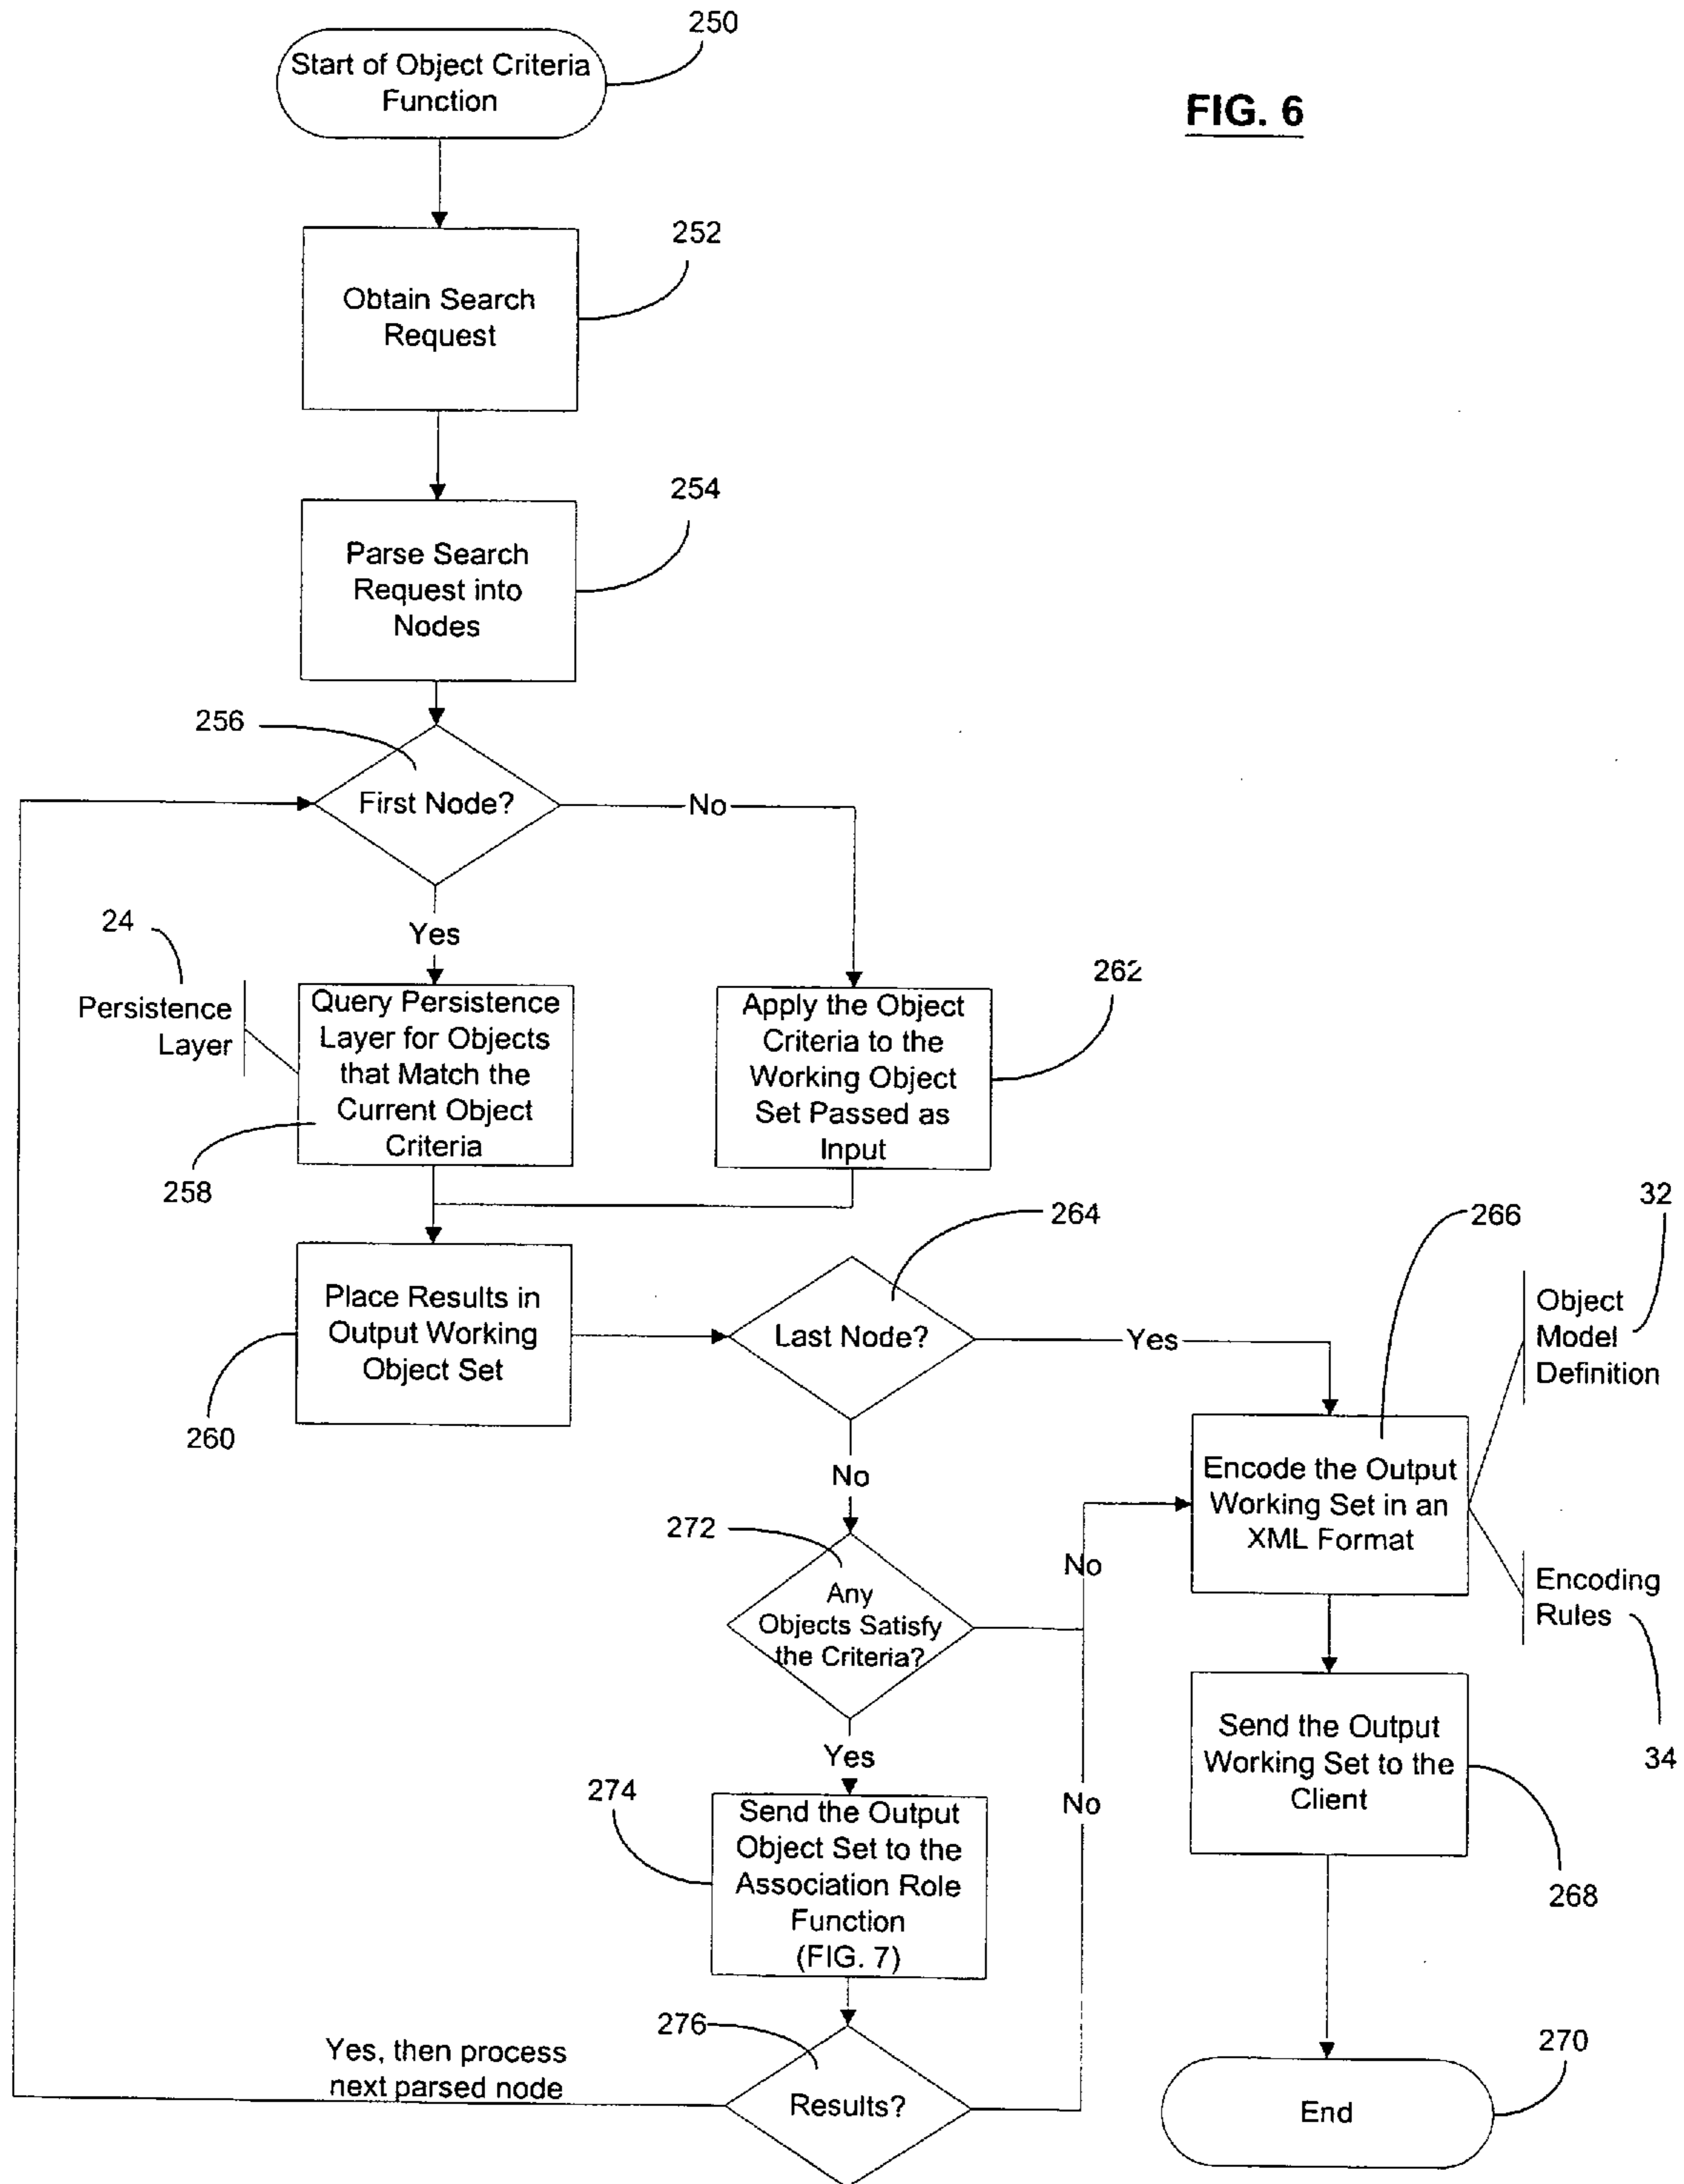 250
Start of Object Criteria
Function
FIG. 6
252
Obtain Search
Request
254
Parse Search
Request into
Nodes
256
First Node?
No
Yes
24
Persistence
Layer
Query Persistence
Layer for Objects
that Match the
Current Object
Criteria
258
262
Apply the Object
Criteria to the
Working Object
Set Passed as
Input
260
Place Results in
Output Working
Object Set
264
Last Node?
Yes
No
266
32
Object
Model
Definition
Encode the Output
Working Set in an
XML Format
Encoding
Rules
34
272
Any
Objects Satisfy
the Criteria?
No
Yes
274
Send the Output
Object Set to the
Association Role
Function
(FIG. 7)
No
Send the Output
Working Set to the
Client
268
276
Results?
Yes, then process
next parsed node
270
End